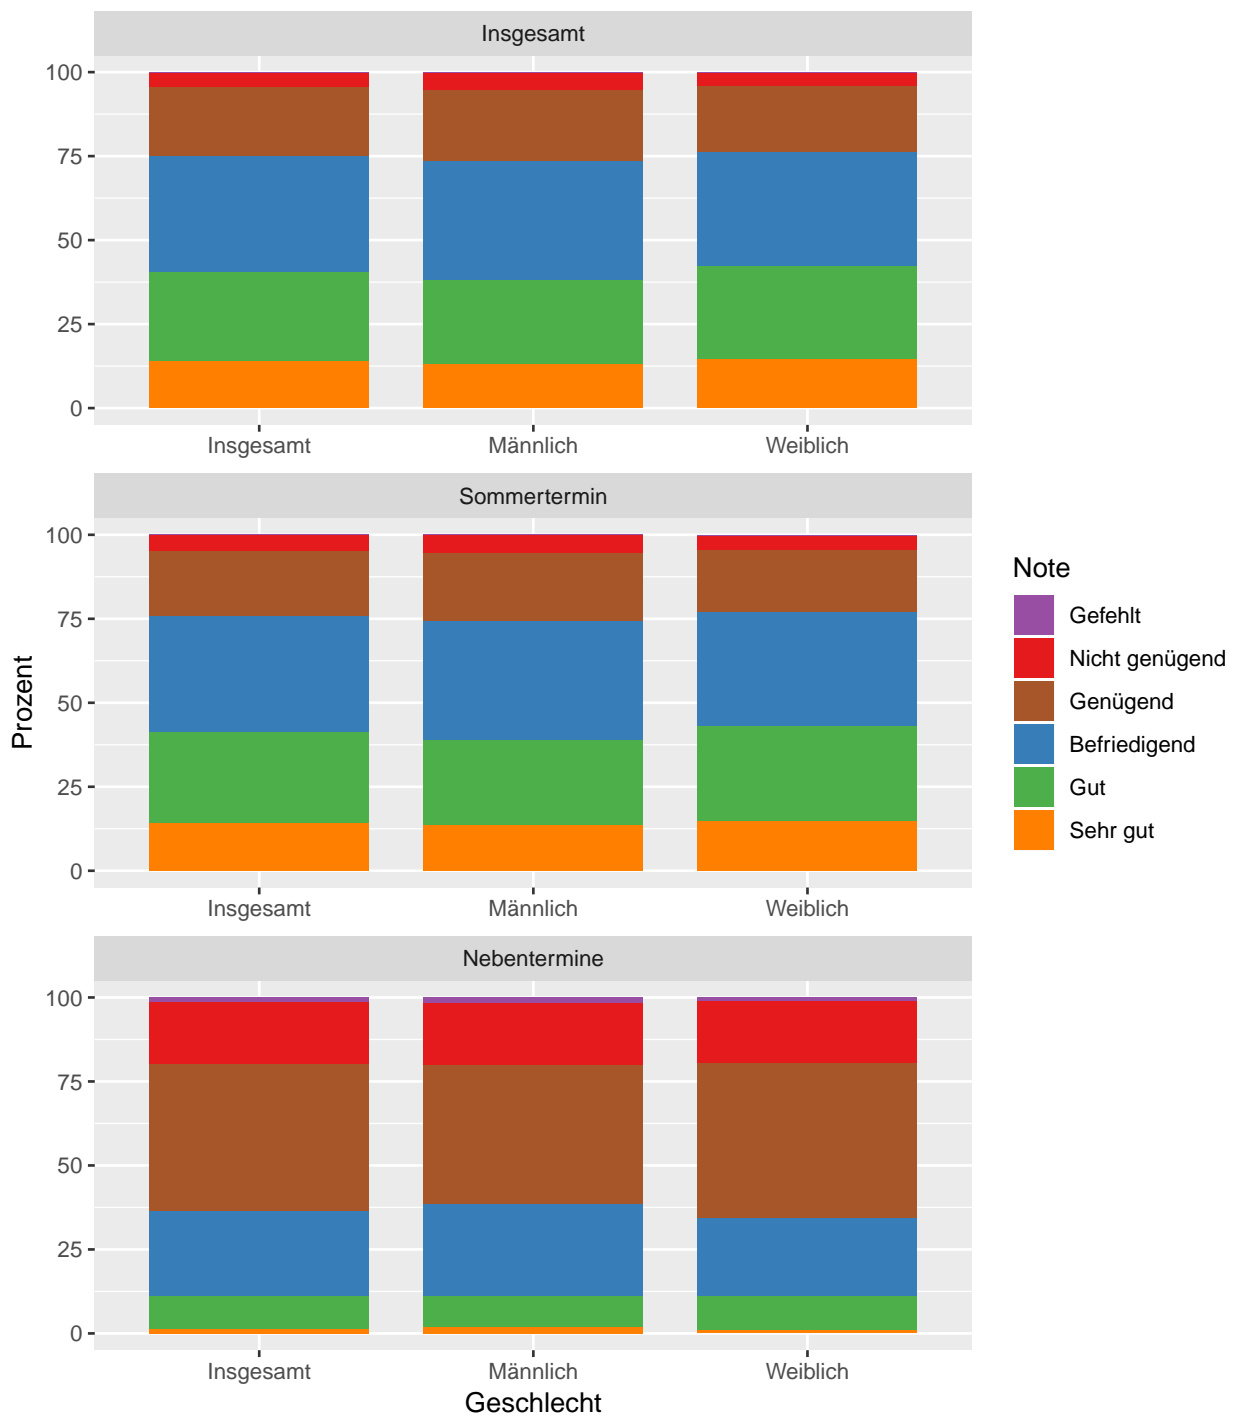 Insgesamt
100
75
50
25
0
Insgesamt Männlich Weiblich
Sommertermin
100
75
50
25
0
Insgesamt Männlich Weiblich
Nebentermine
100
75
50
25
0
Insgesamt Männlich Weiblich
Geschlecht
Prozent
Note
Gefehlt
Nicht genügend
Genügend
Befriedigend
Gut
Sehr gut